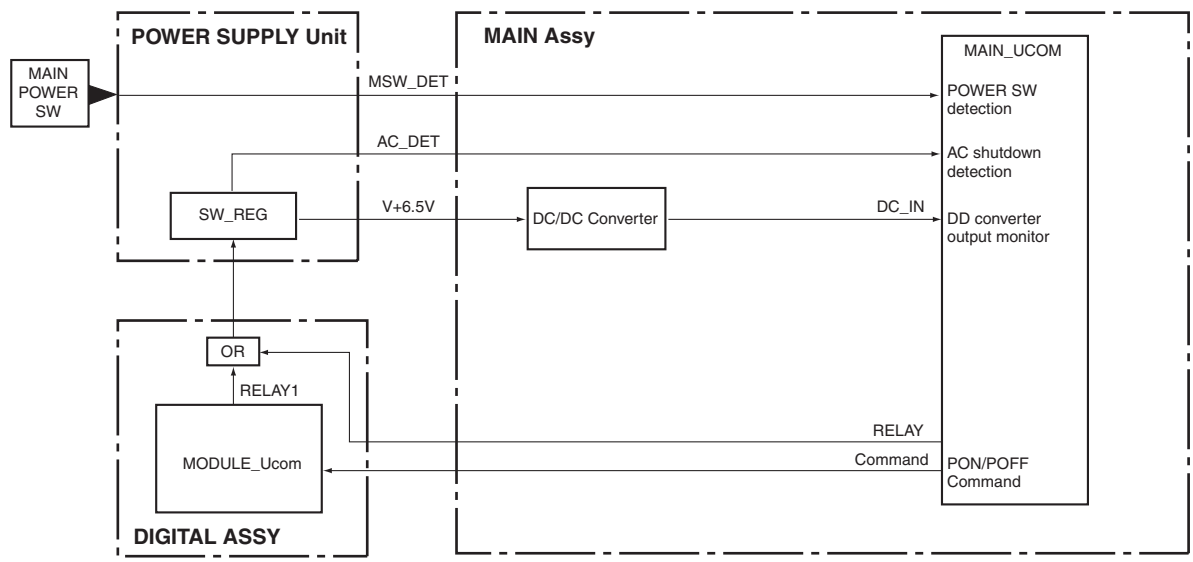 POWER SUPPLY Unit
MAIN Assy
MAIN_UCOM
MAIN
POWER
SW
MSW_DET
POWER SW
detection
AC_DET
AC shutdown
detection
SW_REG
V+6.5V
DC/DC Converter
DC_IN
DD converter
output monitor
OR
RELAY1
MODULE_Ucom
RELAY
Command
PON/POFF
Command
DIGITAL ASSY